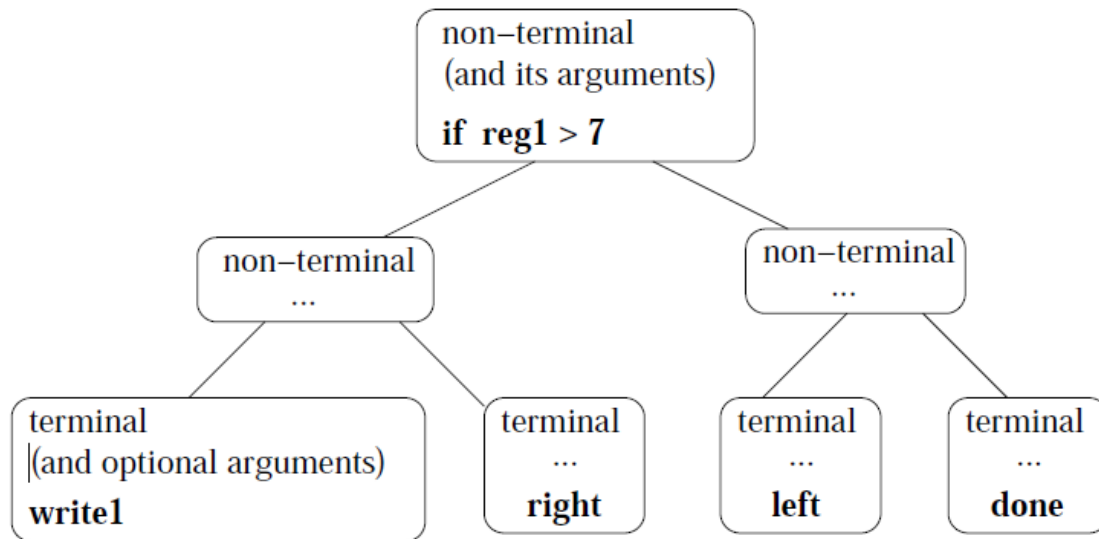 non−terminal
(and its arguments)
if reg1 > 7
non−terminal
...
non−terminal
...
terminal
(and optional arguments)
write1
terminal
...
right
terminal
...
left
terminal
...
done